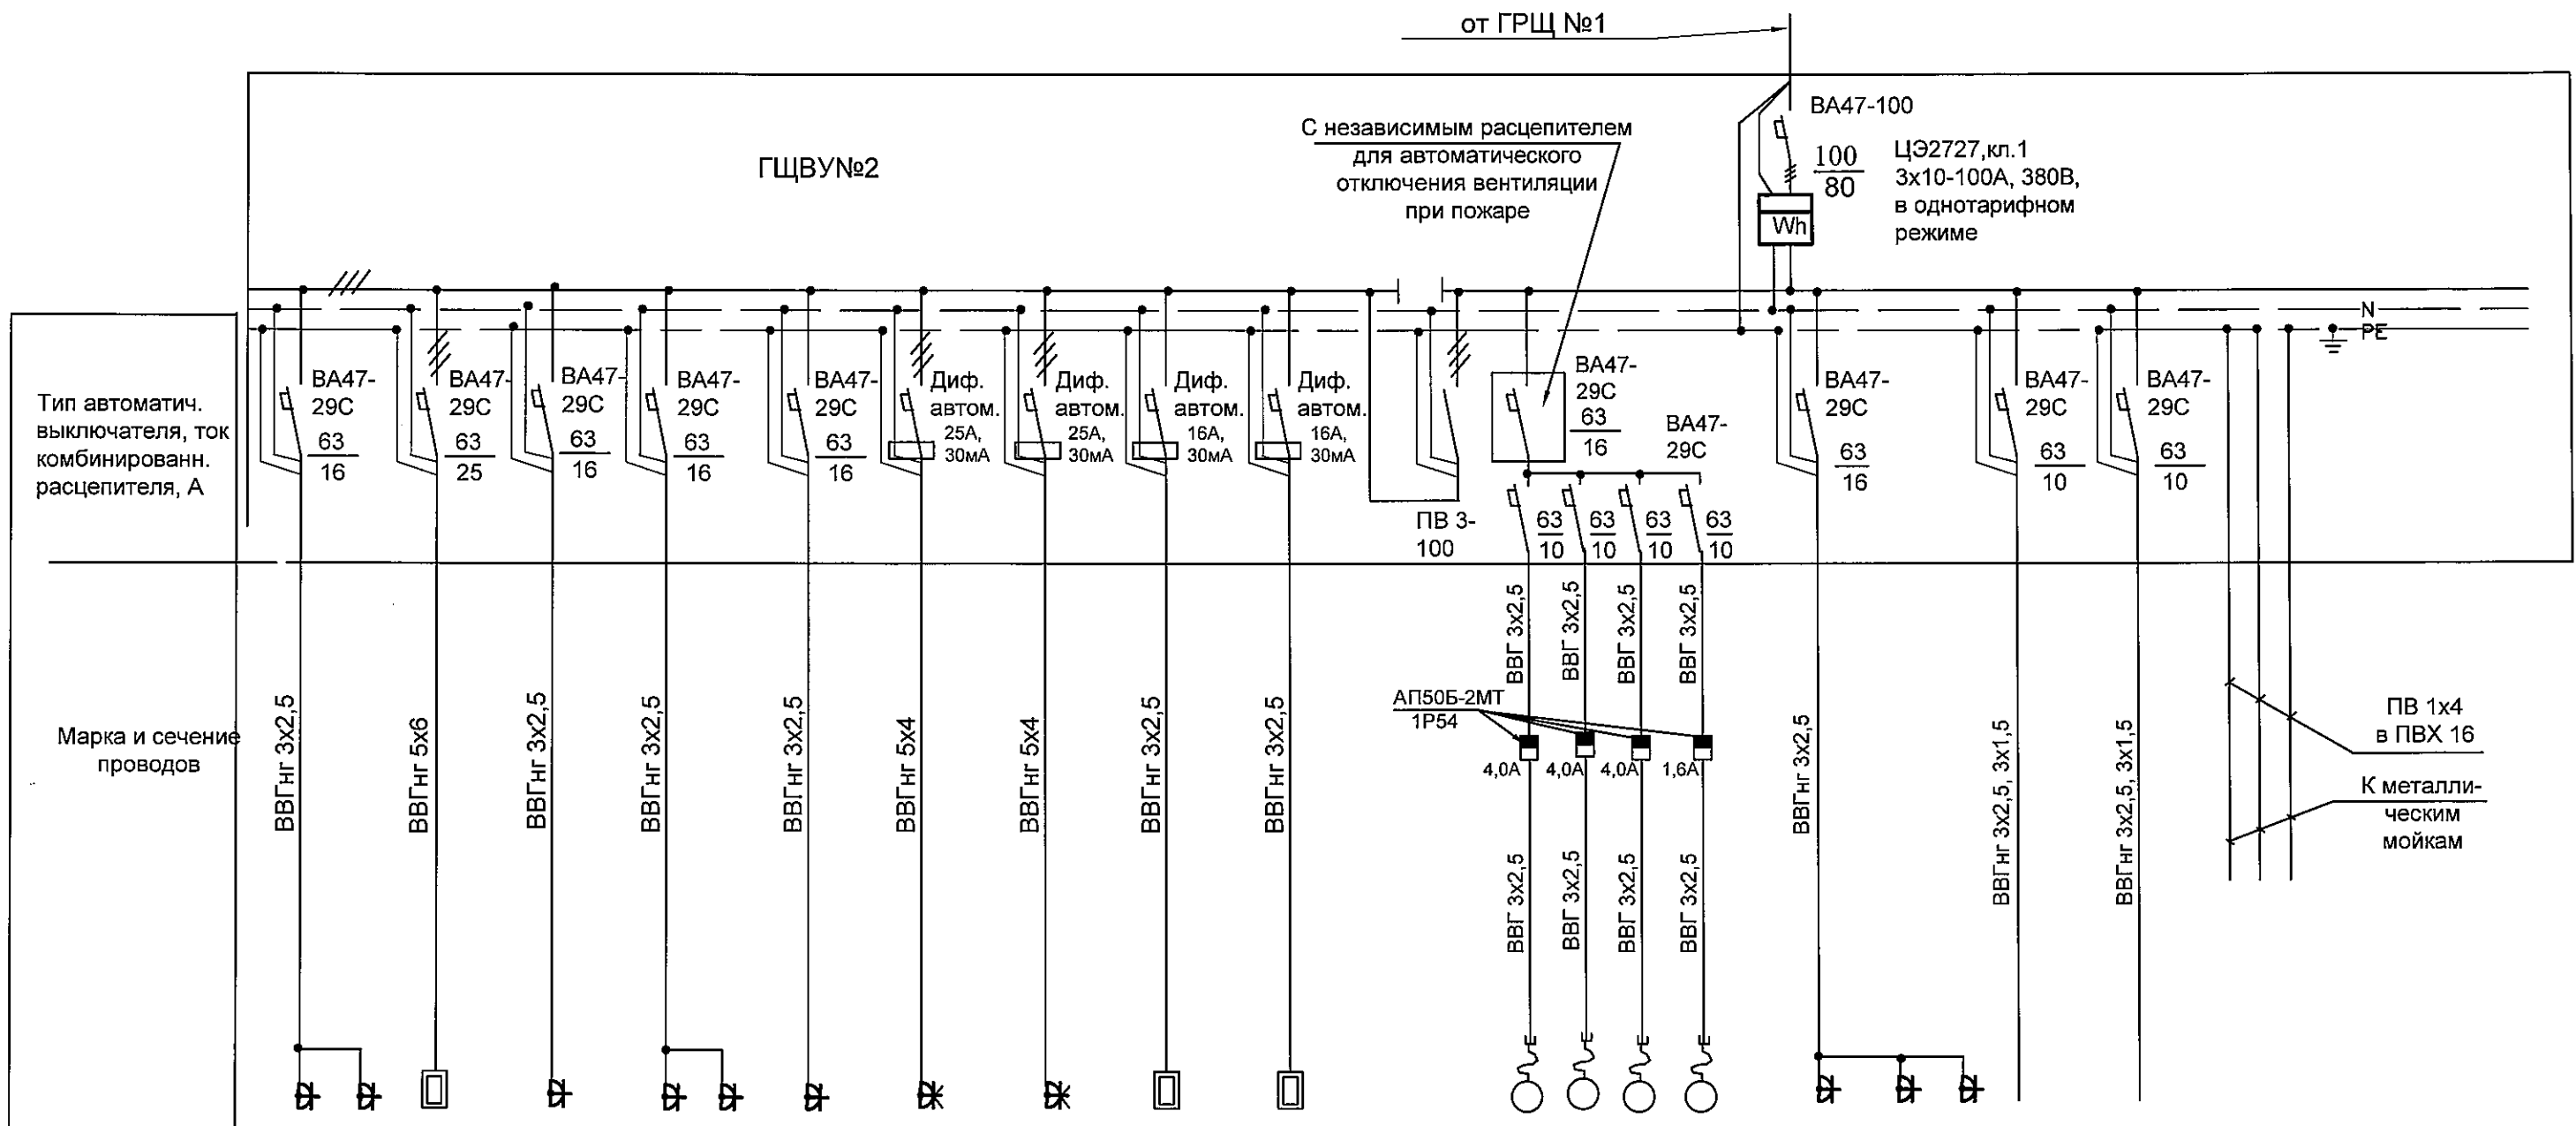 от ГРЩ №1
ВА47-100
100
80
ЦЭ2727,кл.1
3х10-100А, 380В,
в однотарифном
режиме
Wh
С независимым расцепителем
для автоматического
отключения вентиляции
при пожаре
ГЩВУ№2
N
PE
Тип автоматич.
выключателя, ток
комбинированн.
расцепителя, А
ВА47-
29С
63
16
ВА47-
29С
63
25
ВА47-
29С
63
16
ВА47-
29С
63
16
ВА47-
29С
63
16
Диф.
автом.
25А,
30мА
Диф.
автом.
25А,
30мА
Диф.
автом.
16А,
30мА
Диф.
автом.
16А,
30мА
ПВ 3-
100
ВА47-
29С
63
16
ВА47-
29С
63
10
63
10
63
10
63
10
ВА47-
29С
63
16
ВА47-
29С
63
10
ВА47-
29С
63
10
Марка и сечение
проводов
ВВГнг 3х2,5
ВВГнг 5х6
ВВГнг 3х2,5
ВВГнг 3х2,5
ВВГнг 3х2,5
ВВГнг 5х4
ВВГнг 5х4
ВВГнг 3х2,5
ВВГнг 3х2,5
ВВГ 3х2,5
ВВГ 3х2,5
ВВГ 3х2,5
ВВГ 3х2,5
АП50Б-2МТ
1Р54
4,0А
4,0А
4,0А
1,6А
ВВГ 3х2,5
ВВГ 3х2,5
ВВГ 3х2,5
ВВГ 3х2,5
ВВГнг 3х2,5
ВВГнг 3х2,5, 3х1,5
ВВГнг 3х2,5, 3х1,5
ПВ 1х4
в ПВХ 16
К металли-
ческим
мойкам